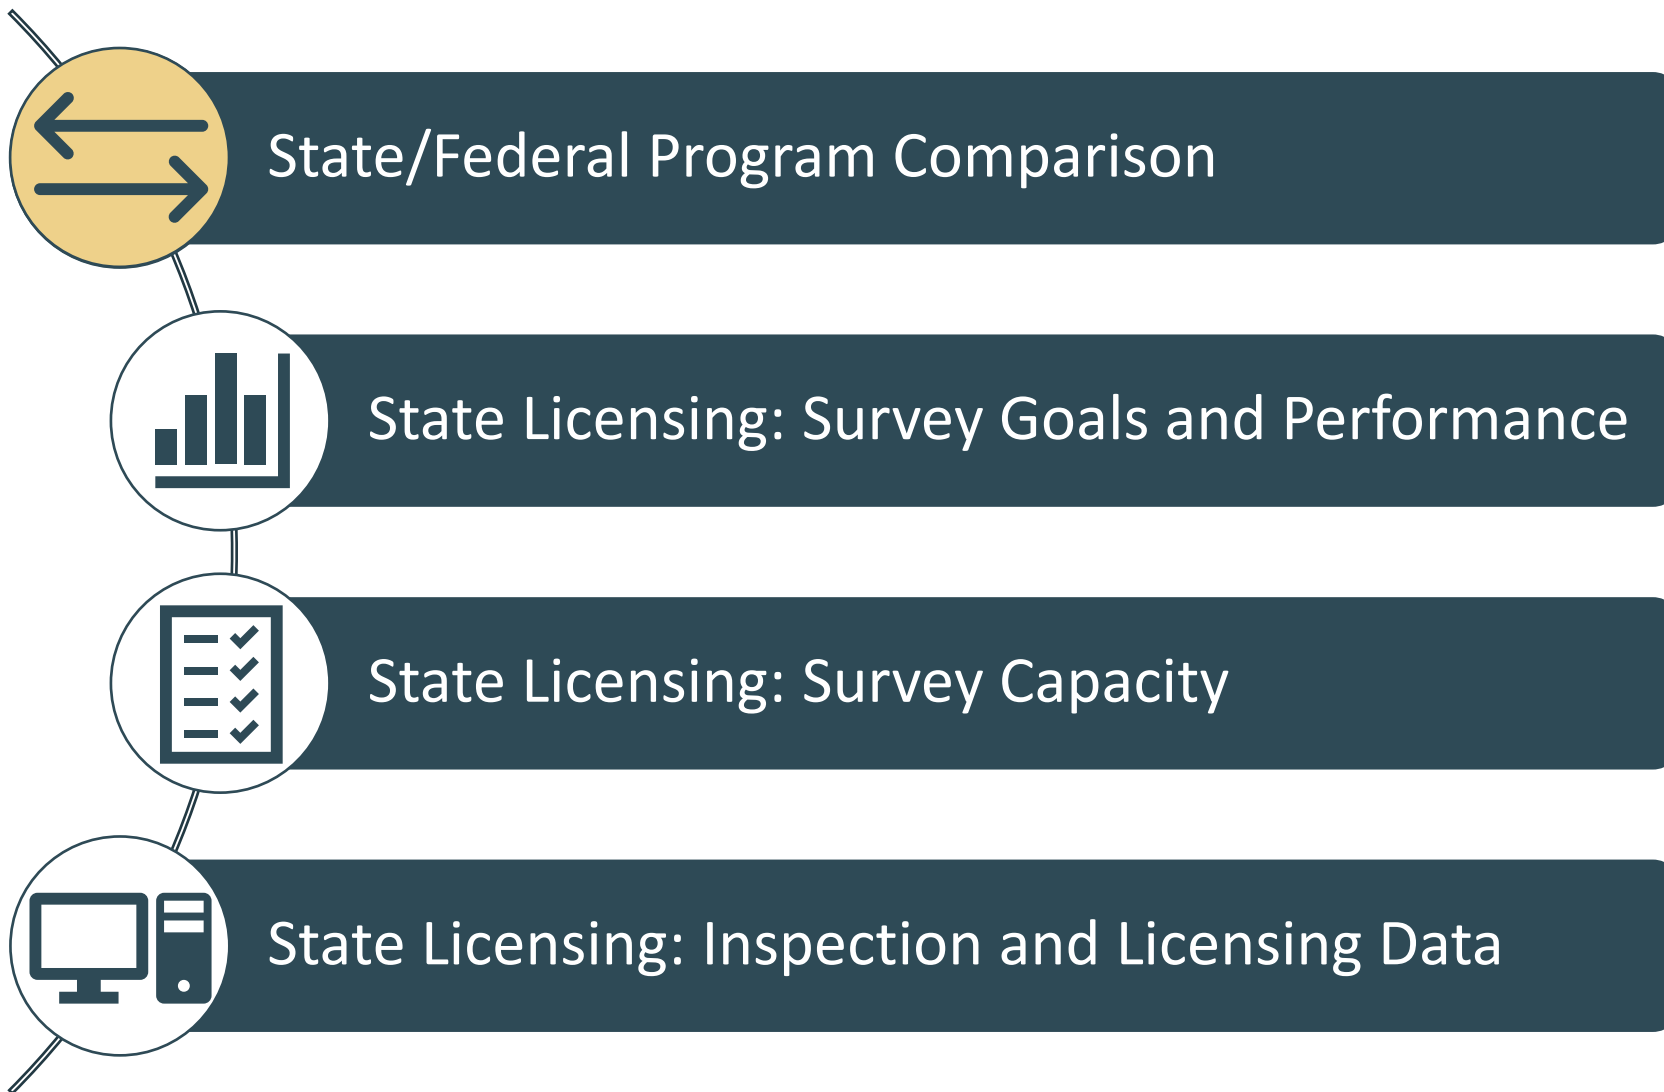 State/Federal Program Comparison
State Licensing: Survey Goals and Performance
State Licensing: Survey Capacity
State Licensing: Inspection and Licensing Data